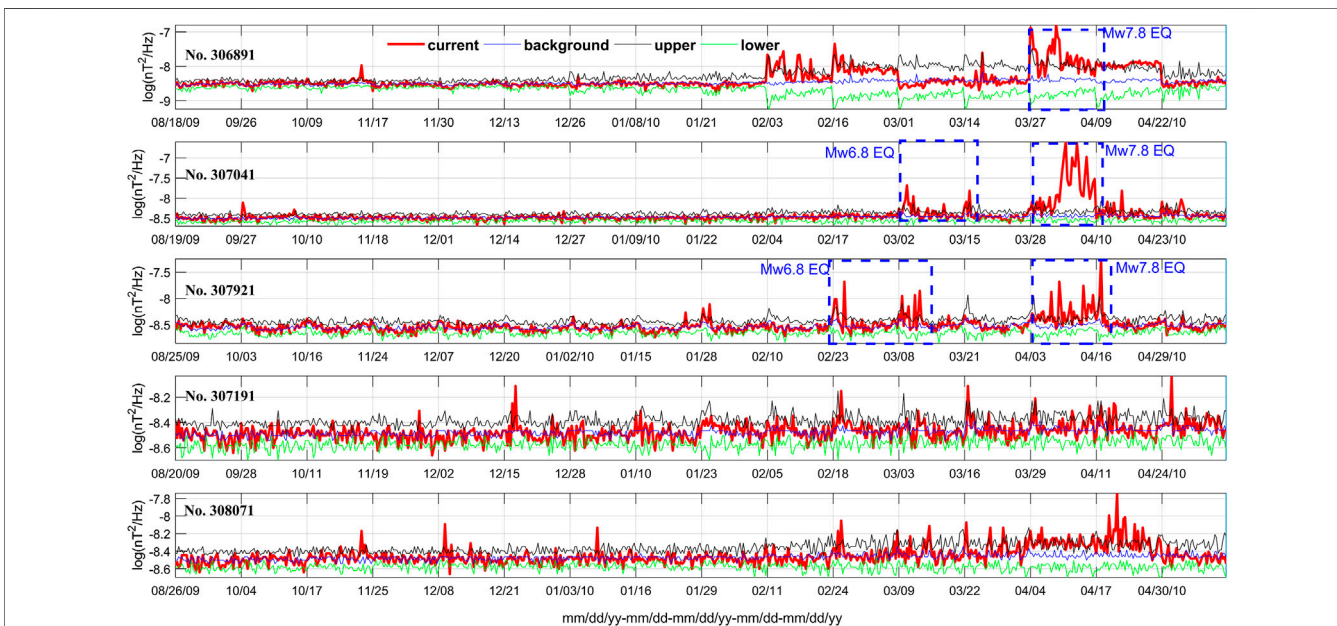 current background upper lower
No. 306891
Mw7.8 EQ
log(nT²/Hz)
-7
-8
-9
08/18/09 09/26 10/09 11/17 11/30 12/13 12/26 01/08/10 01/21 02/03 02/16 03/01 03/14 03/27 04/09 04/22/10
No. 307041
Mw6.8 EQ
Mw7.8 EQ
log(nT²/Hz)
-7
-7.5
-8
-8.5
08/19/09 09/27 10/10 11/18 12/01 12/14 12/27 01/09/10 01/22 02/04 02/17 03/02 03/15 03/28 04/10 04/23/10
No. 307921
Mw6.8 EQ
Mw7.8 EQ
log(nT²/Hz)
-7.5
-8
-8.5
08/25/09 10/03 10/16 11/24 12/07 12/20 01/02/10 01/15 01/28 02/10 02/23 03/08 03/21 04/03 04/16 04/29/10
No. 307191
log(nT²/Hz)
-8.2
-8.4
-8.6
08/20/09 09/28 10/11 11/19 12/02 12/15 12/28 01/10 01/23 02/05 02/18 03/03 03/16 03/29 04/11 04/24/10
No. 308071
log(nT²/Hz)
-7.8
-8
-8.2
-8.4
-8.6
08/26/09 10/04 10/17 11/25 12/08 12/21 01/03/10 01/16 01/29 02/11 02/24 03/09 03/22 04/04 04/17 04/30/10
mm/dd/yy-mm/dd-mm/dd/yy-mm/dd-mm/dd/yy